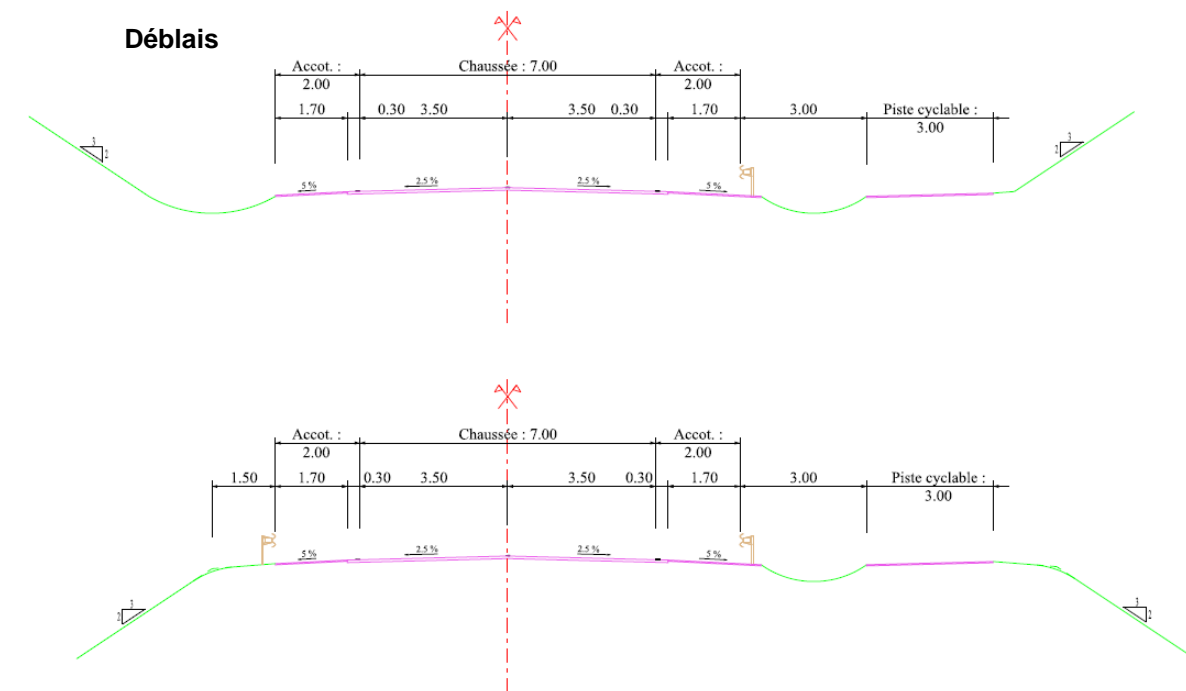 Déblais
Accot. : Chaussée : 7.00 Accot. :
2.00 2.00
1.70 0.30 3.50 3.50 0.30 1.70 3.00 Piste cyclable :
3.00
3
2
3
2
5 % 2.5 % 2.5 % 5 %
Accot. : Chaussée : 7.00 Accot. :
2.00 2.00
1.50 1.70 0.30 3.50 3.50 0.30 1.70 3.00 Piste cyclable :
3.00
5 % 2.5 % 2.5 % 5 %
3
2
3
2